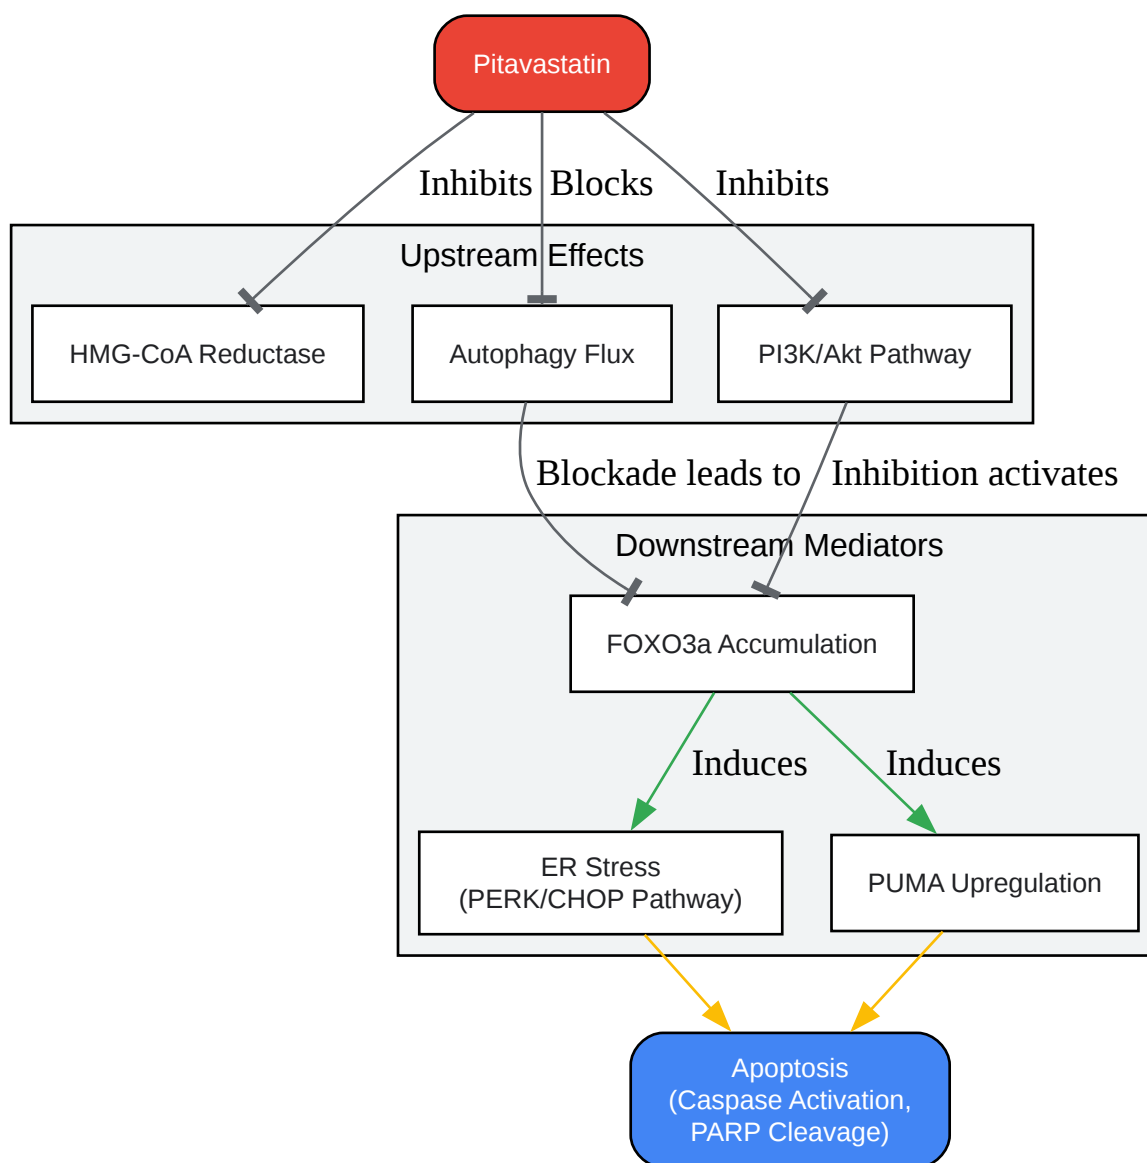 Pitavastatin
Inhibits
Blocks
Inhibits
Upstream Effects
HMG-CoA Reductase
Autophagy Flux
PI3K/Akt Pathway
Blockade leads to
Inhibition activates
Downstream Mediators
FOXO3a Accumulation
Induces
Induces
ER Stress
(PERK/CHOP Pathway)
PUMA Upregulation
Apoptosis
(Caspase Activation,
PARP Cleavage)